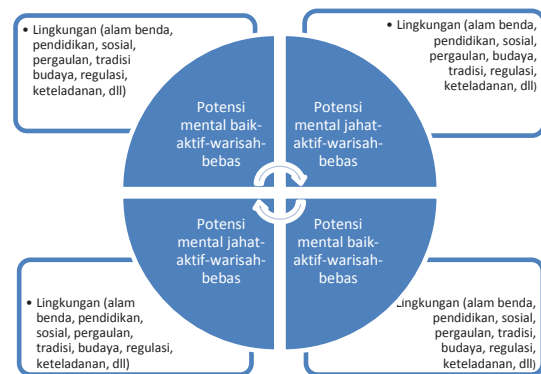 • Lingkungan (alam benda,
pendidikan, sosial,
pergaulan, tradisi
budaya, regulasi,
keteladanan, dll)
• Lingkungan (alam benda,
pendidikan, sosial,
pergaulan, budaya,
tradisi, regulasi,
keteladanan, dll)
Potensi
mental baik-
aktif-warisah-
bebas
Potensi
mental jahat-
aktif-warisah-
bebas
Potensi
mental jahat-
aktif-warisah-
bebas
Potensi
mental baik-
aktif-warisah-
bebas
• Lingkungan (alam
benda, pendidikan,
sosial, pergaulan,
tradisi, budaya, regulasi,
keteladanan, dll)
Lingkungan (alam benda,
pendidikan, sosial,
pergaulan, tradisi,
budaya, regulasi,
keteladanan, dll)